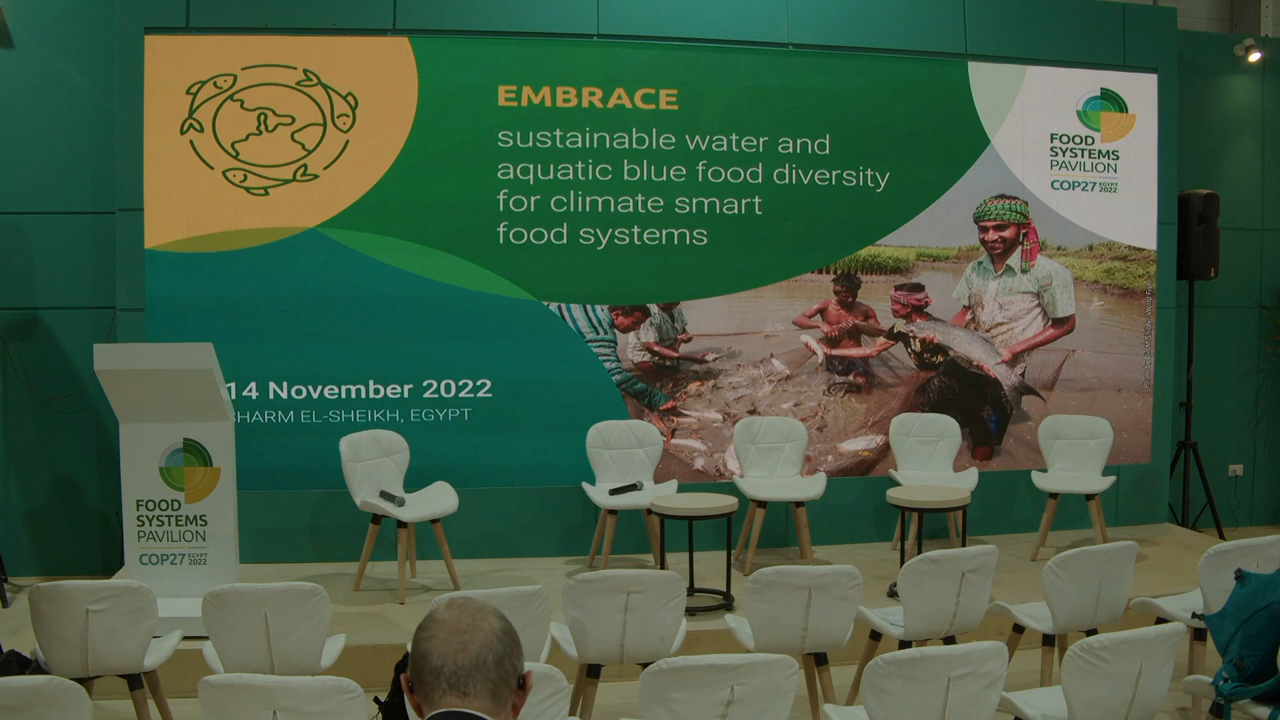 EMBRACE
sustainable water and
aquatic blue food diversity
for climate smart
food systems
FOOD
SYSTEMS
PAVILION
COP27 EGYPT 2022
14 November 2022
SHARM EL-SHEIKH, EGYPT
FOOD
SYSTEMS
PAVILION
COP27 EGYPT 2022